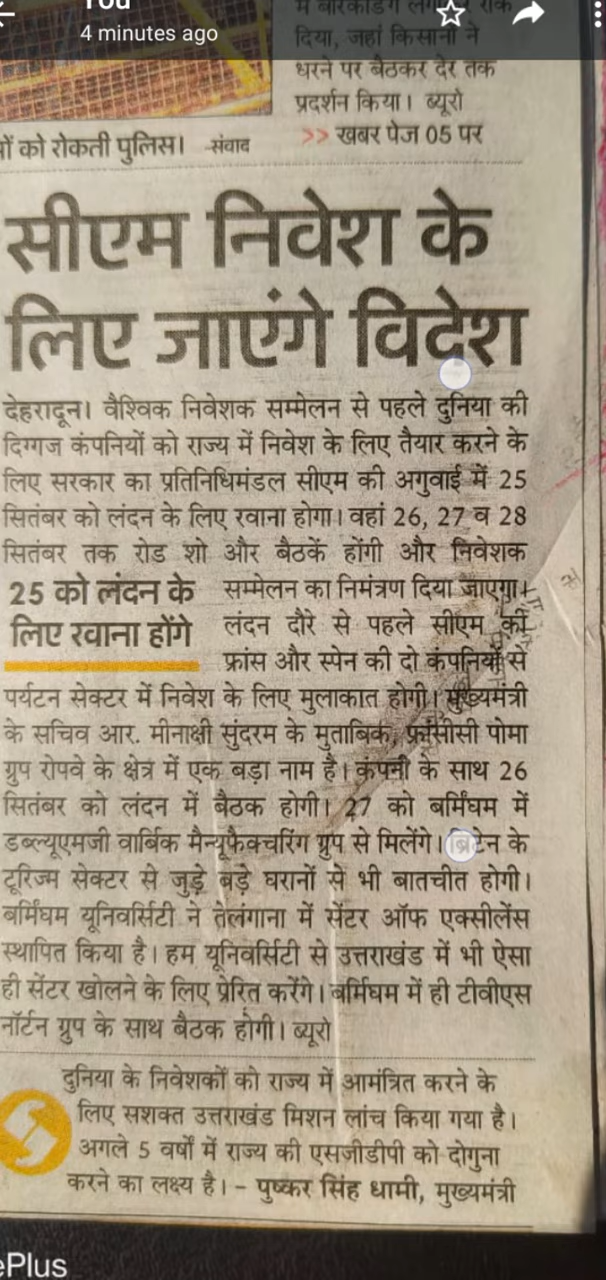 You
4 minutes ago
दिया, जहां किसानों ने
धरने पर बैठकर देर तक
प्रदर्शन किया। ब्यूरो
>> खबर पेज 05 पर
को रोकती पुलिस। -संवाद
सीएम निवेश के
लिए जाएंगे विदेश
देहरादून। वैश्विक निवेशक सम्मेलन से पहले दुनिया की
दिग्गज कंपनियों को राज्य में निवेश के लिए तैयार करने के
लिए सरकार का प्रतिनिधिमंडल सीएम की अगुवाई में 25
सितंबर को लंदन के लिए रवाना होगा। वहां 26, 27 व 28
सितंबर तक रोड शो और बैठकें होंगी और निवेशक
25 को लंदन के
लिए रवाना होंगे
सम्मेलन का निमंत्रण दिया जाएगा।
लंदन दौरे से पहले सीएम की
फ्रांस और स्पेन की दो कंपनियों से
पर्यटन सेक्टर में निवेश के लिए मुलाकात होगी। मुख्यमंत्री
के सचिव आर. मीनाक्षी सुंदरम के मुताबिक, फ्रांसीसी पोमा
ग्रुप रोपवे के क्षेत्र में एक बड़ा नाम है। कंपनी के साथ 26
सितंबर को लंदन में बैठक होगी। 27 को बर्मिंघम में
डब्ल्यूएमजी वार्बिक मैन्यूफैक्चरिंग ग्रुप से मिलेंगे। ब्रिटेन के
टूरिज्म सेक्टर से जुड़े बड़े घरानों से भी बातचीत होगी।
बर्मिंघम यूनिवर्सिटी ने तेलंगाना में सेंटर ऑफ एक्सीलेंस
स्थापित किया है। हम यूनिवर्सिटी से उत्तराखंड में भी ऐसा
ही सेंटर खोलने के लिए प्रेरित करेंगे। बर्मिघम में ही टीवीएस
नॉर्टन ग्रुप के साथ बैठक होगी। ब्यूरो
दुनिया के निवेशकों को राज्य में आमंत्रित करने के
लिए सशक्त उत्तराखंड मिशन लांच किया गया है।
अगले 5 वर्षों में राज्य की एसजीडीपी को दोगुना
करने का लक्ष्य है। – पुष्कर सिंह धामी, मुख्यमंत्री
ePlus